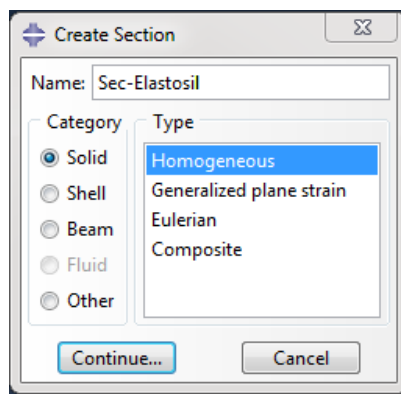 Create Section
Name: Sec-Elastosil
Category
Solid
Shell
Beam
Fluid
Other
Type
Homogeneous
Generalized plane strain
Eulerian
Composite
Continue... Cancel